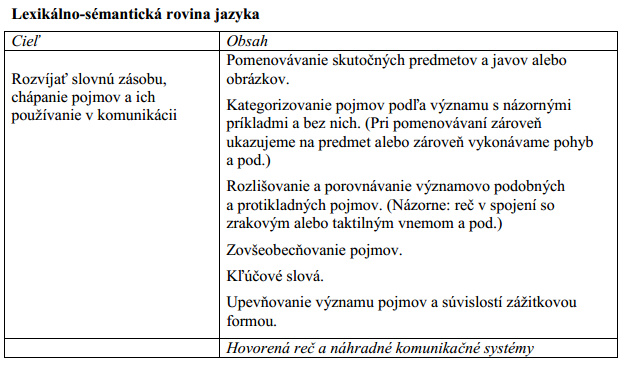 Lexikálno-sémantická rovina jazyka
Cieľ
Obsah
Rozvíjať slovnú zásobu,
chápanie pojmov a ich
používanie v komunikácii
Pomenovávanie skutočných predmetov a javov alebo
obrázkov.
Kategorizovanie pojmov podľa významu s názornými
príkladmi a bez nich. (Pri pomenovávaní zároveň
ukazujeme na predmet alebo zároveň vykonávame pohyb
a pod.)
Rozlišovanie a porovnávanie významovo podobných
a protikladných pojmov. (Názorne: reč v spojení so
zrakovým alebo taktilným vnemom a pod.)
Zovšeobecňovanie pojmov.
Kľúčové slová.
Upevňovanie významu pojmov a súvislostí zážitkovou
formou.
Hovorená reč a náhradné komunikačné systémy